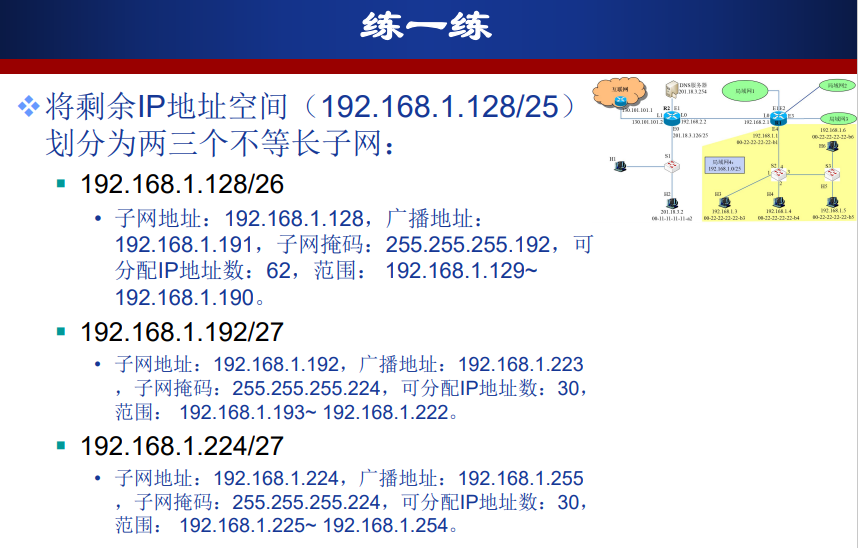 练一练
将剩余IP地址空间（192.168.1.128/25）
划分为两三个不等长子网：
192.168.1.128/26
• 子网地址：192.168.1.128，广播地址：
192.168.1.191，子网掩码：255.255.255.192，可
分配IP地址数：62，范围： 192.168.1.129~
192.168.1.190。
192.168.1.192/27
• 子网地址：192.168.1.192，广播地址：192.168.1.223
，子网掩码：255.255.255.224，可分配IP地址数：30，
范围： 192.168.1.193~ 192.168.1.222。
192.168.1.224/27
• 子网地址：192.168.1.224，广播地址：192.168.1.255
，子网掩码：255.255.255.224，可分配IP地址数：30，
范围： 192.168.1.225~ 192.168.1.254。
互联网
DNS服务器
201.18.3.254
局域网1
局域网2
局域网3
130.101.101.1
R2
E1
L1
L0
130.101.101.2
192.168.2.2
E0
201.18.3.126/25
L0
192.168.2.1
E1
E2
E3
E4
192.168.1.1
00-22-22-22-22-b1
192.168.1.6
00-22-22-22-22-b6
H6
局域网4:
192.168.1.0/25
H1
S1
S2
4
1
3
2
S3
H2
201.18.3.2
00-11-11-11-11-a2
H3
192.168.1.3
00-22-22-22-22-b3
H4
192.168.1.4
00-22-22-22-22-b4
H5
192.168.1.5
00-22-22-22-22-b5